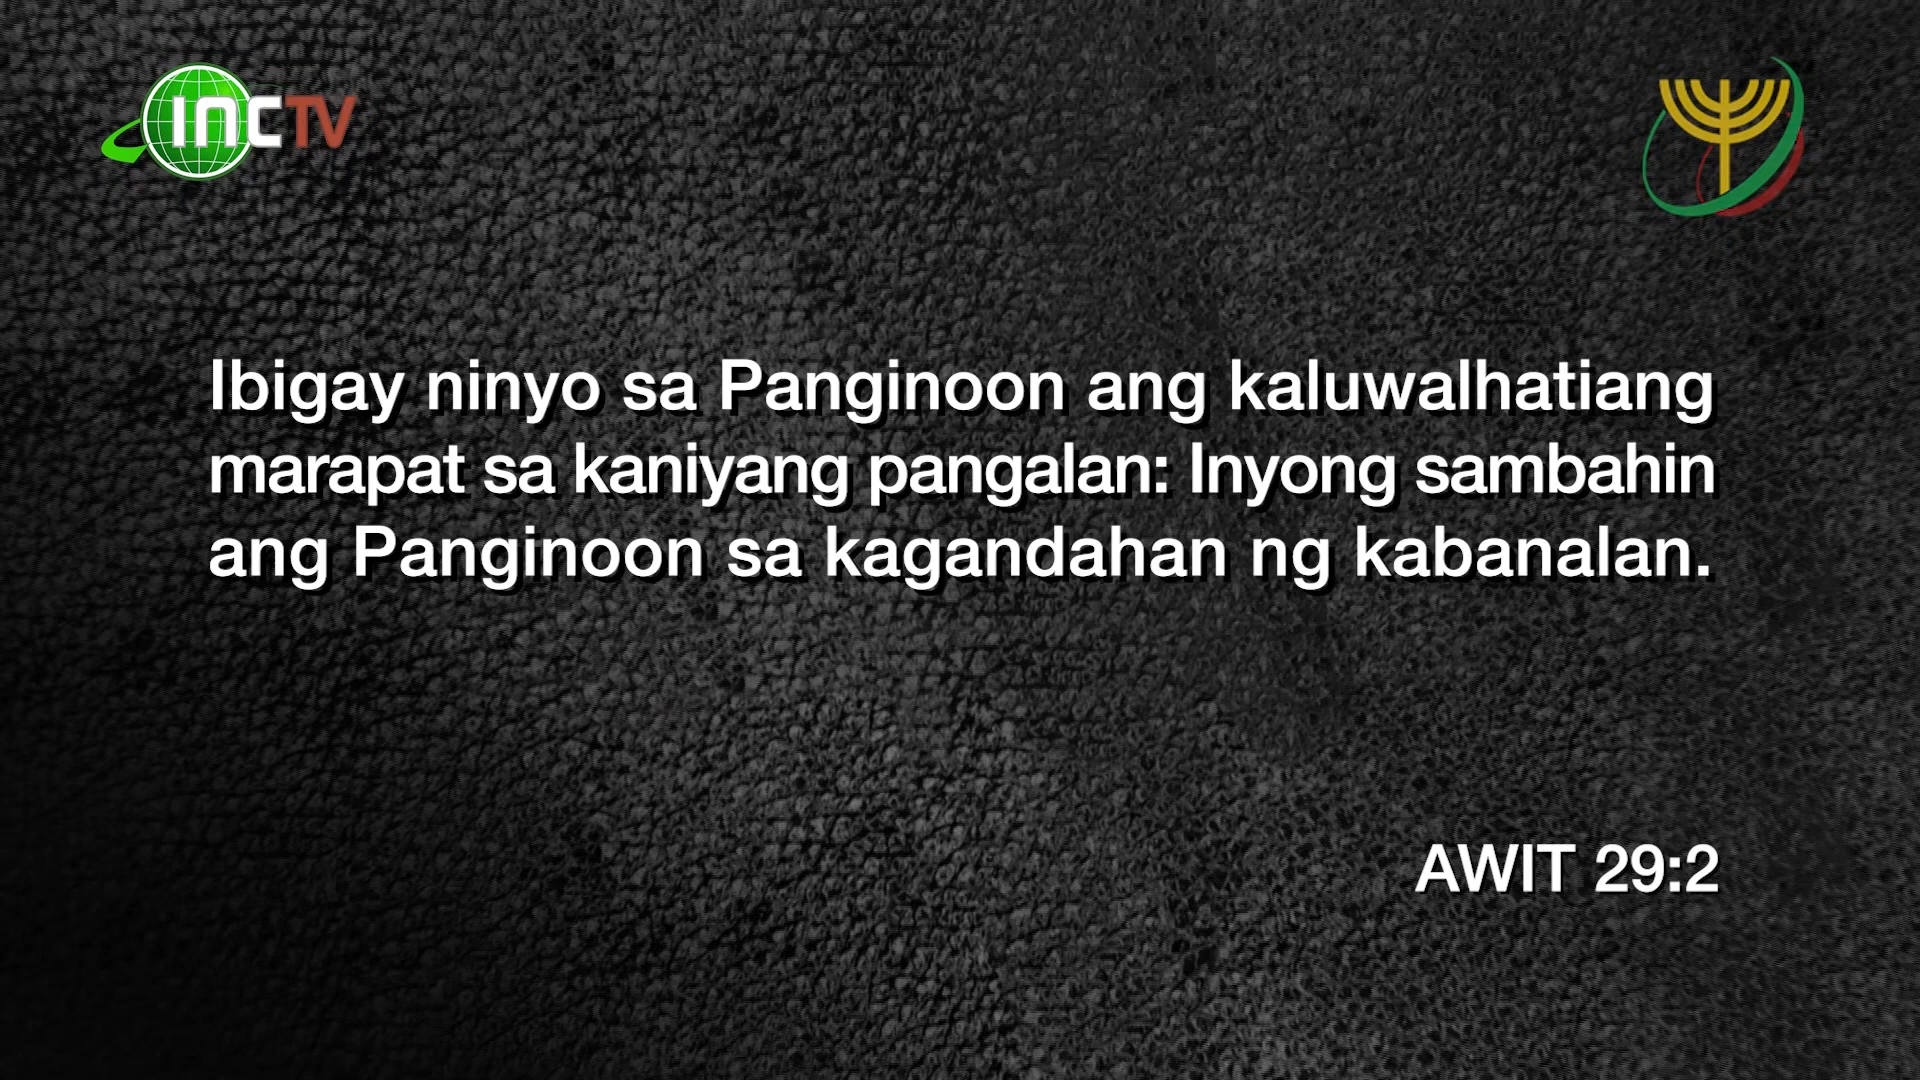 INCTV
Ibigay ninyo sa Panginoon ang kaluwalhatiang
marapat sa kaniyang pangalan: Inyong sambahin
ang Panginoon sa kagandahan ng kabanalan.
AWIT 29:2